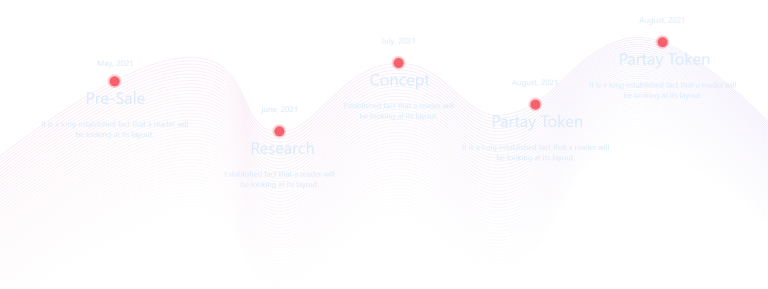 May, 2021
Pre-Sale
It is a long established fact that a reader will
be looking at its layout.
June, 2021
Research
Established fact that a reader will
be looking at its layout.
July, 2021
Concept
Established fact that a reader will
be looking at its layout.
August, 2021
Partay Token
It is a long established fact that a reader will
be looking at its layout.
August, 2021
Partay Token
It is a long established fact that a reader will
be looking at its layout.